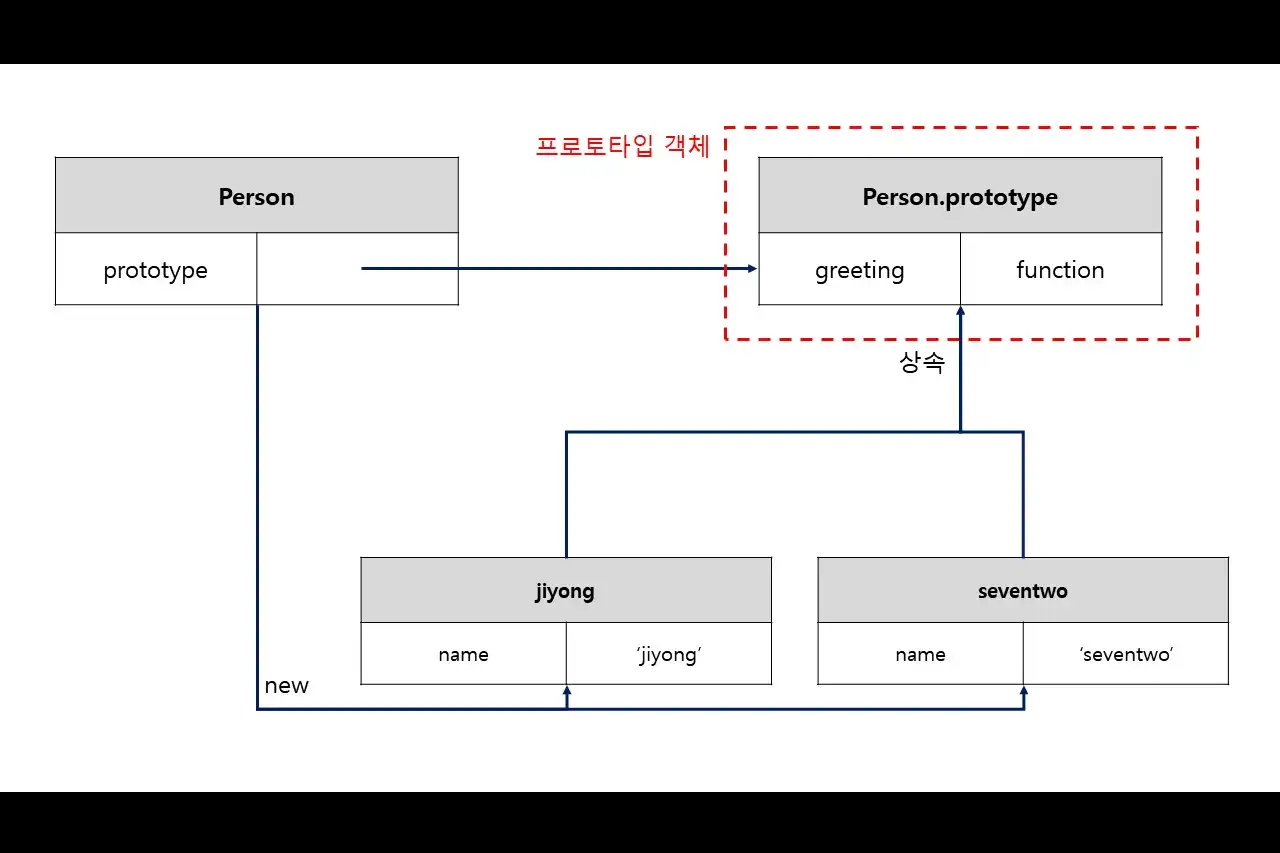 프로토타입 객체
Person
Person.prototype
prototype
greeting
function
상속
jiyong
seventwo
name
‘jiyong’
name
‘seventwo’
new